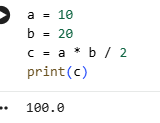 a = 10
b = 20
c = a * b / 2
print(c)
100.0